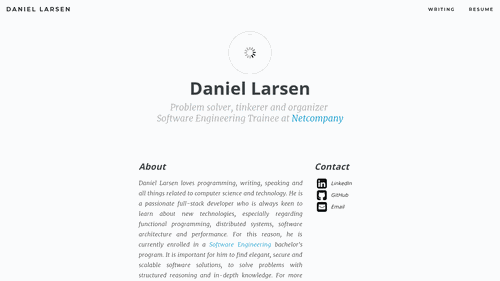 DANIEL LARSEN
WRITING RESUME
Daniel Larsen
Problem solver, tinkerer and organizer
Software Engineering Trainee at Netcompany
About
Daniel Larsen loves programming, writing, speaking and
all things related to computer science and technology. He is
a passionate full-stack developer who is always keen to
learn about new technologies, especially regarding
functional programming, distributed systems, software
architecture and performance. For this reason, he is
currently enrolled in a Software Engineering bachelor's
program. It is important for him to find elegant, secure and
scalable software solutions, to solve problems with
structured reasoning and in-depth knowledge. For more
Contact
LinkedIn
GitHub
Email